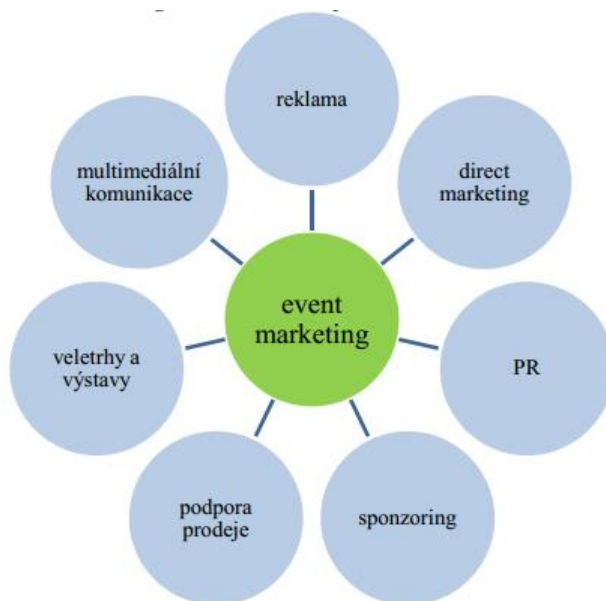 reklama
direct
marketing
PR
sponzoring
podpora
prodeje
veletrhy a
výstavy
multimediální
komunikace
event
marketing